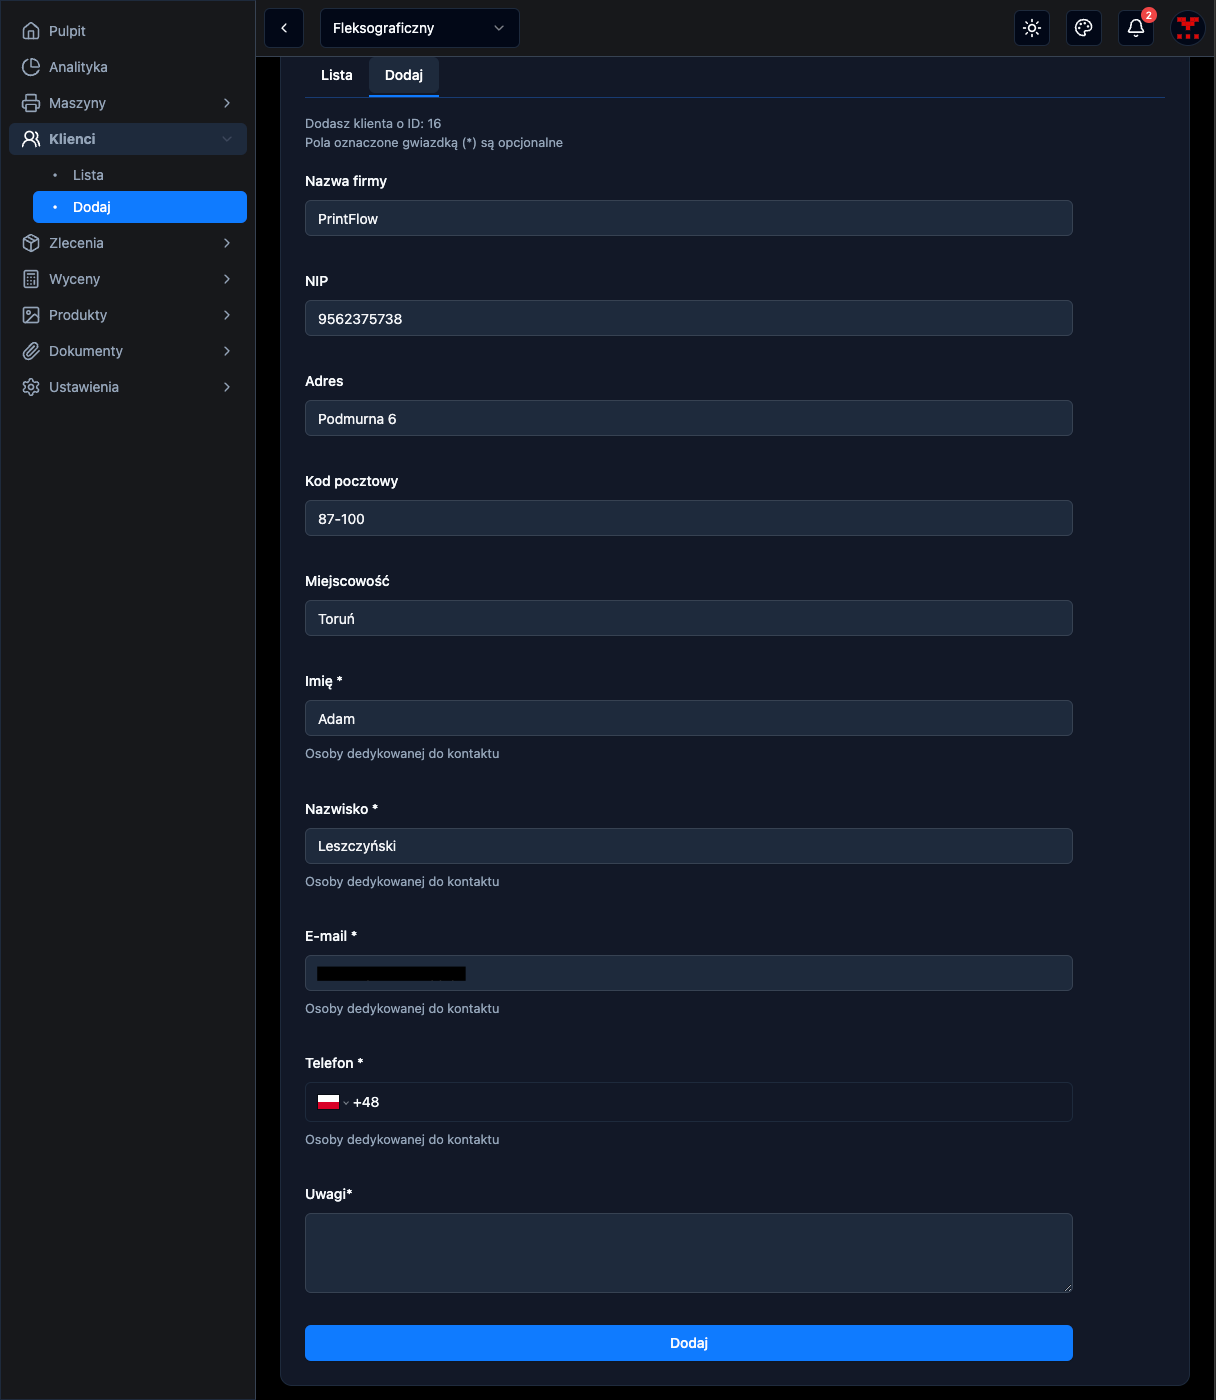 Pulpit
Analityka
Maszyny
Klienci
Lista
Dodaj
Zlecenia
Wyceny
Produkty
Dokumenty
Ustawienia
Fleksograficzny
2
Lista
Dodaj
Dodasz klienta o ID: 16
Pola oznaczone gwiazdką (*) są opcjonalne
Nazwa firmy
PrintFlow
NIP
9562375738
Adres
Podmurna 6
Kod pocztowy
87-100
Miejscowość
Toruń
Imię *
Adam
Osoby dedykowanej do kontaktu
Nazwisko *
Leszczyński
Osoby dedykowanej do kontaktu
E-mail *
Osoby dedykowanej do kontaktu
Telefon *
+48
Osoby dedykowanej do kontaktu
Uwagi*
Dodaj